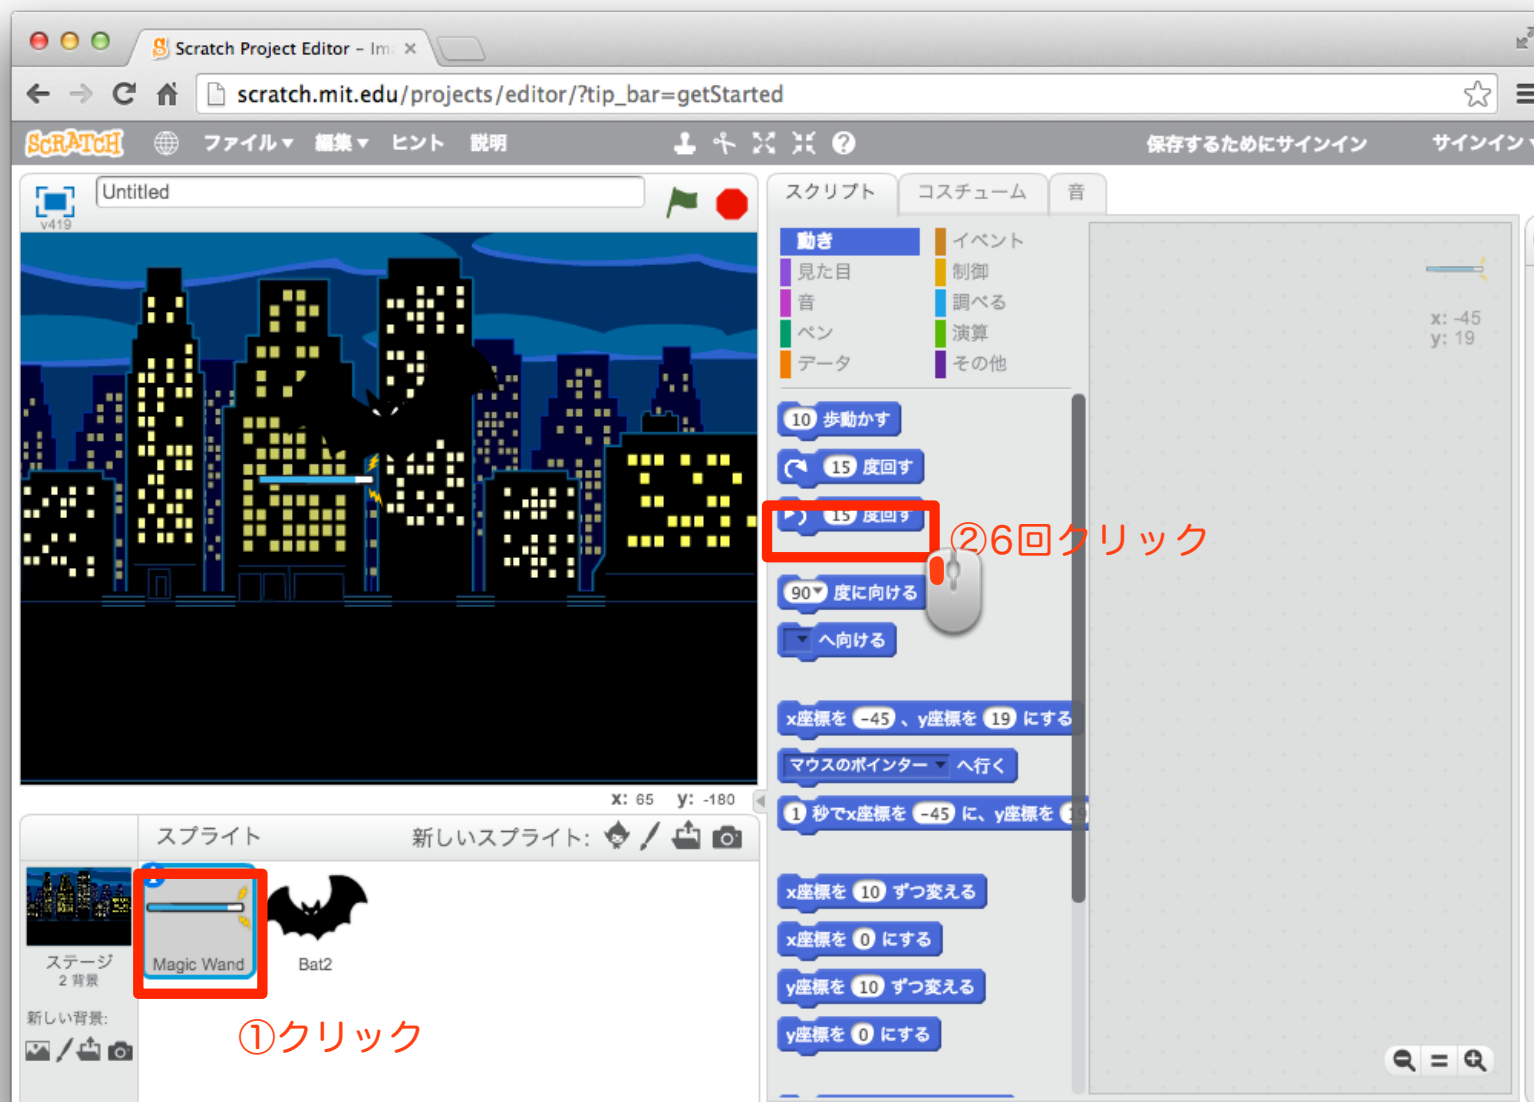 Scratch Project Editor – Im
scratch.mit.edu/projects/editor/?tip_bar=getStarted
SCRATCH ファイル▼ 編集▼ ヒント 説明 保存するためにサインイン サインイン
Untitled
v419
スクリプト コスチューム 音
動き イベント
見た目 制御
音 調べる
ペン 演算
データ その他
x: -45
y: 19
10 歩動かす
15 度回す
15 度回す
②6回クリック
90▼ 度に向ける
へ向ける
x座標を -45 、y座標を 19 にする
マウスのポインター へ行く
1 秒でx座標を -45 に、y座標を 19
x座標を 10 ずつ変える
x座標を 0 にする
y座標を 10 ずつ変える
y座標を 0 にする
x: 65 y: -180
スプライト 新しいスプライト:
ステージ
2 背景
新しい背景:
Magic Wand
Bat2
①クリック